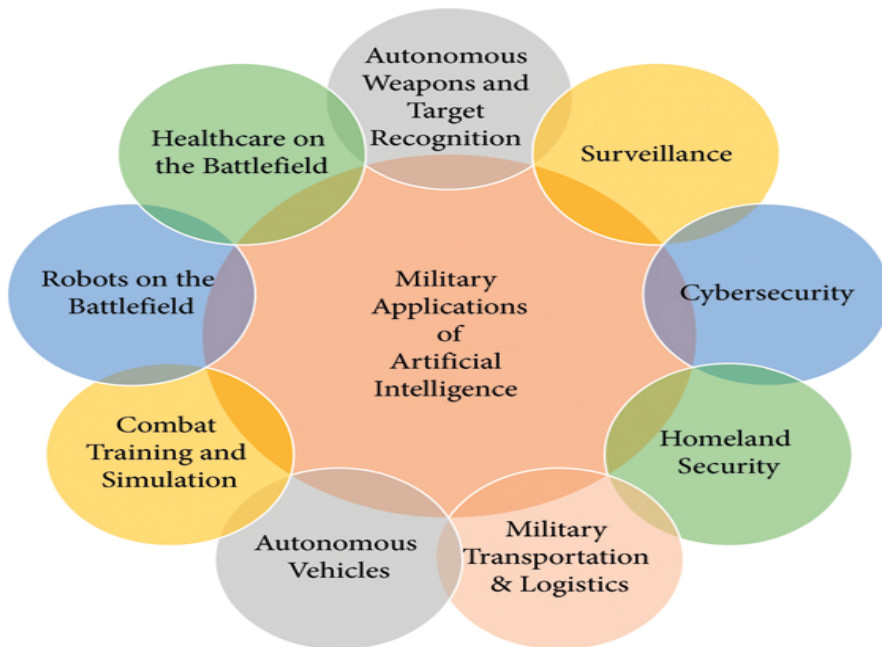 Autonomous
Weapons and
Target
Recognition
Surveillance
Cybersecurity
Homeland
Security
Military
Transportation
& Logistics
Autonomous
Vehicles
Combat
Training and
Simulation
Robots on the
Battlefield
Healthcare on
the Battlefield
Military
Applications
of
Artificial
Intelligence